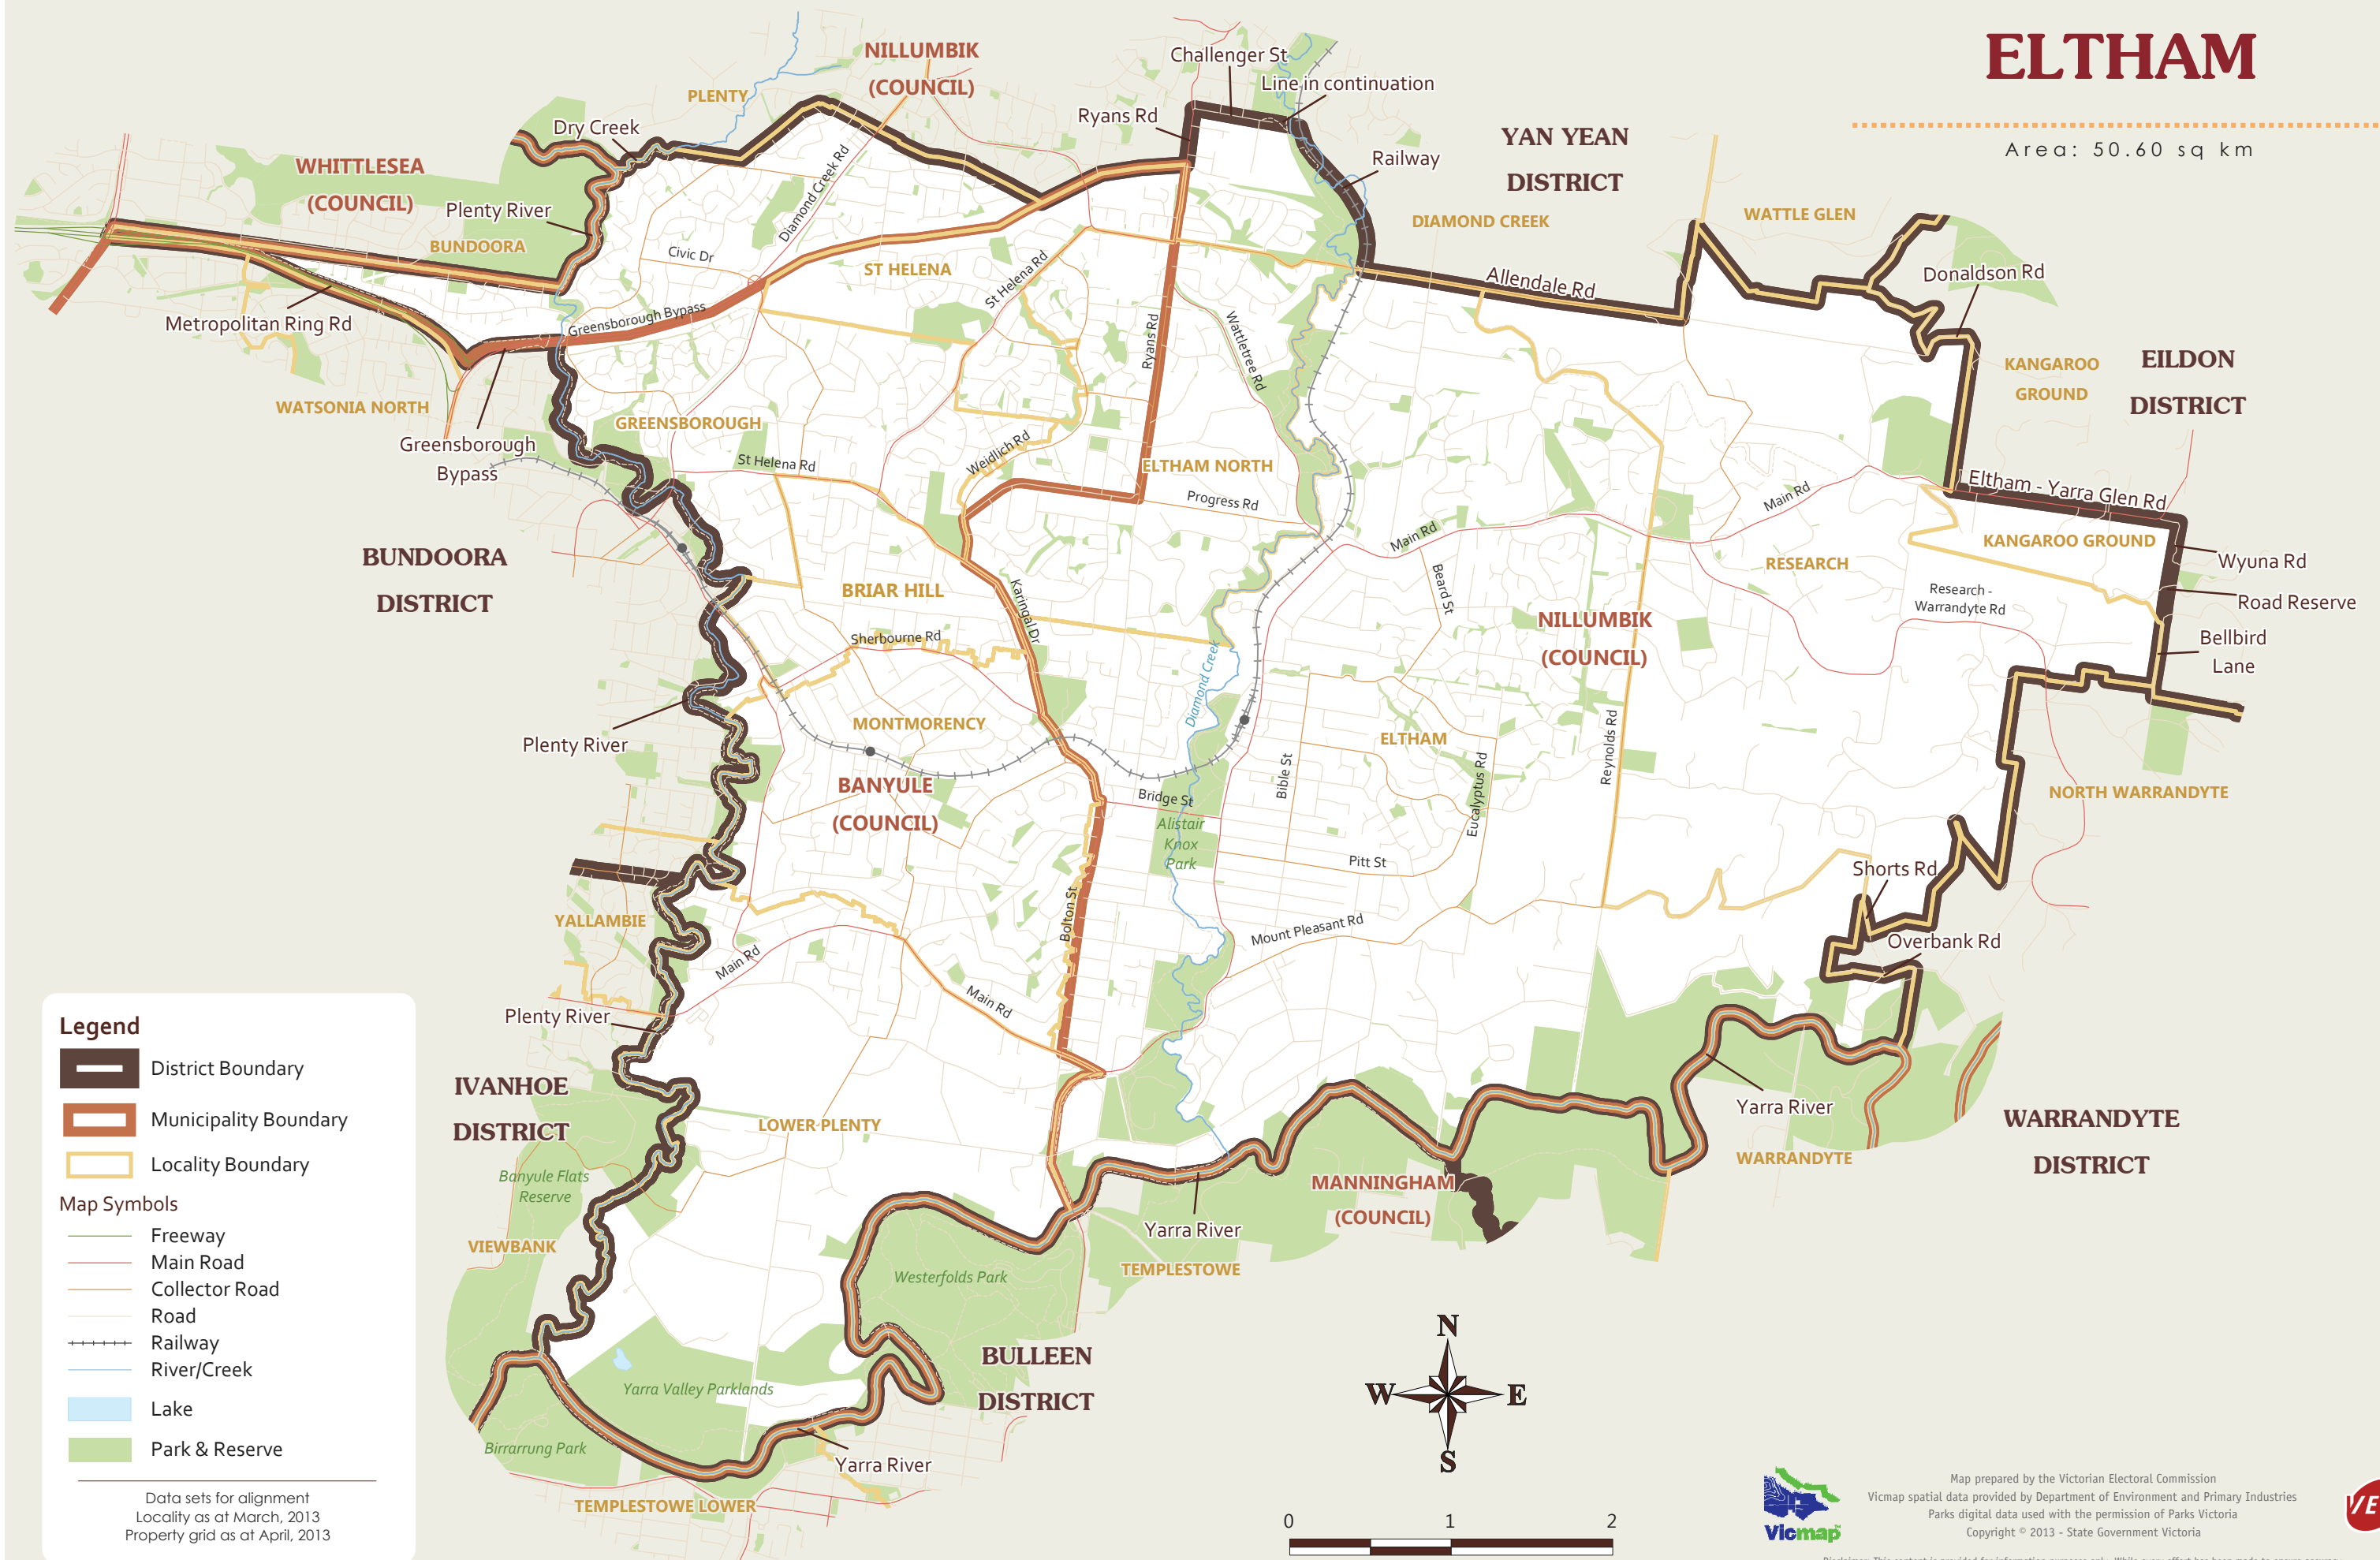 ELTHAM
Area: 50.60 sq km
NILLUMBIK
(COUNCIL)
Challenger St
Line in continuation
PLENTY
Ryans Rd
Dry Creek
YAN YEAN
DISTRICT
Railway
WHITTLESEA
(COUNCIL)
Diamond Creek Rd
Plenty River
DIAMOND CREEK
WATTLE GLEN
BUNDOORA
Civic Dr
ST HELENA
St Helena Rd
Allendale Rd
Donaldson Rd
Metropolitan Ring Rd
Greensborough Bypass
Ryans Rd
Wattletree Rd
KANGAROO
GROUND
EILDON
DISTRICT
WATSONIA NORTH
GREENSBOROUGH
Greensborough
Bypass
St Helena Rd
Weidlich Rd
ELTHAM NORTH
Progress Rd
Main Rd
Main Rd
Eltham - Yarra Glen Rd
KANGAROO GROUND
BUNDOORA
DISTRICT
RESEARCH
Wyuna Rd
BRIAR HILL
Karingal Dr
Beard St
Research -
Warrandyte Rd
Road Reserve
NILLUMBIK
(COUNCIL)
Sherbourne Rd
Bellbird
Lane
Diamond Creek
MONTMORENCY
ELTHAM
Reynolds Rd
Plenty River
Bible St
Eucalyptus Rd
BANYULE
(COUNCIL)
Bridge St
NORTH WARRANDYTE
Alistair
Knox
Park
Pitt St
Shorts Rd
YALLAMBIE
Bolton St
Mount Pleasant Rd
Overbank Rd
Main Rd
Main Rd
Plenty River
IVANHOE
DISTRICT
LOWER PLENTY
Yarra River
WARRANDYTE
DISTRICT
WARRANDYTE
Banyule Flats
Reserve
MANNINGHAM
(COUNCIL)
Yarra River
VIEWBANK
TEMPLESTOWE
Westerfolds Park
BULLEEN
DISTRICT
Yarra Valley Parklands
Birrarrung Park
Yarra River
TEMPLESTOWE LOWER
Legend
District Boundary
Municipality Boundary
Locality Boundary
Map Symbols
Freeway
Main Road
Collector Road
Road
Railway
River/Creek
Lake
Park & Reserve
Data sets for alignment
Locality as at March, 2013
Property grid as at April, 2013
N
W E
S
0 1 2
Vicmap
Map prepared by the Victorian Electoral Commission
Vicmap spatial data provided by Department of Environment and Primary Industries
Parks digital data used with the permission of Parks Victoria
Copyright © 2013 - State Government Victoria